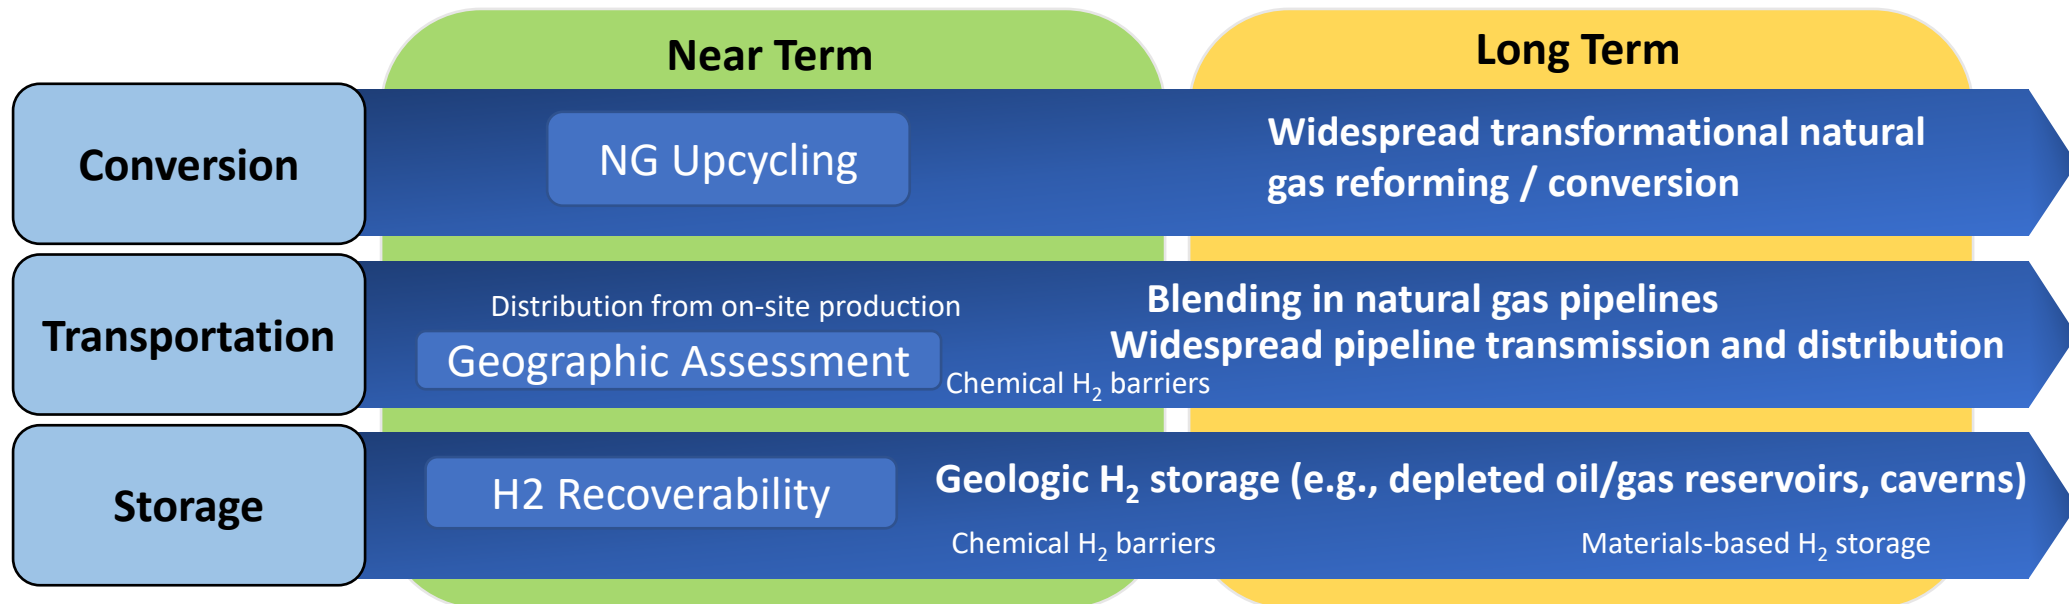 Near Term
Long Term
Conversion
NG Upcycling
Widespread transformational natural
gas reforming / conversion
Transportation
Distribution from on-site production
Geographic Assessment
Chemical H₂ barriers
Blending in natural gas pipelines
Widespread pipeline transmission and distribution
Storage
H2 Recoverability
Geologic H₂ storage (e.g., depleted oil/gas reservoirs, caverns)
Chemical H₂ barriers
Materials-based H₂ storage